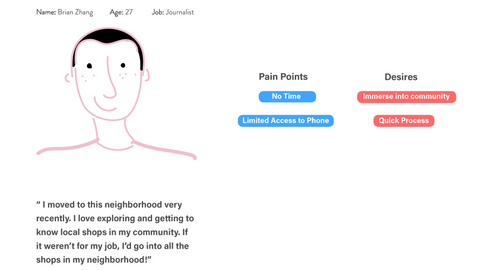 Name: Brian Zhang Age: 27 Job: Journalist
Pain Points
No Time
Limited Access to Phone
Desires
Immerse into community
Quick Process
“ I moved to this neighborhood very
recently. I love exploring and getting to
know local shops in my community. If
it weren’t for my job, I’d go into all the
shops in my neighborhood!”